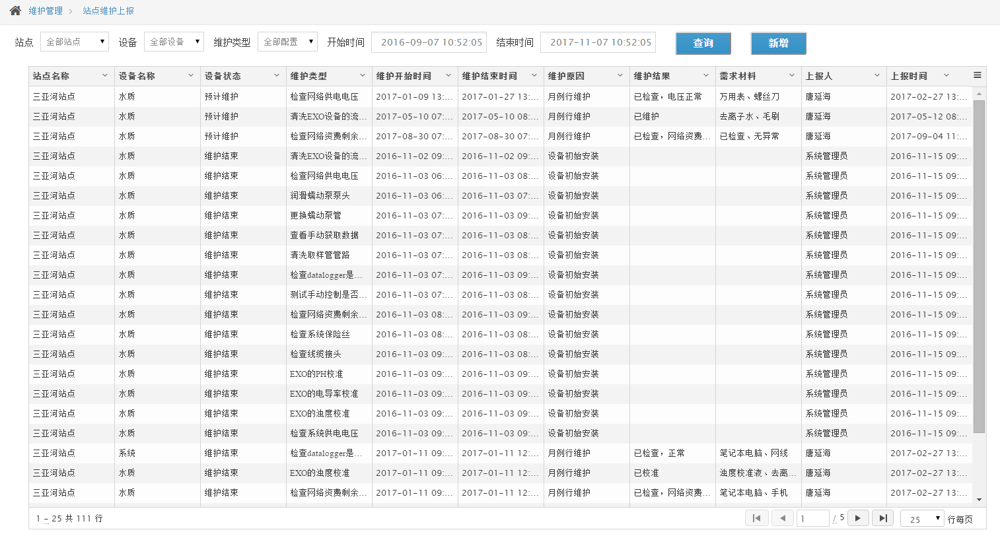 维护管理 > 站点维护上报
站点 全部站点 设备 全部设备 维护类型 全部配置 开始时间 2016-09-07 10:52:05 结束时间 2017-11-07 10:52:05 查询 新增
站点名称 设备名称 设备状态 维护类型 维护开始时间 维护结束时间 维护原因 维护结果 需求材料 上报人 上报时间
三亚河站点 水质 预计维护 检查网络供电电压 2017-01-09 13:... 2017-01-27 13:... 月例行维护 已检查，电压正常 万用表、螺丝刀 唐延海 2017-02-27 13:...
三亚河站点 水质 预计维护 清洗EXO设备的流... 2017-05-10 07:... 2017-05-10 08:... 月例行维护 已维护 去离子水、毛刷 唐延海 2017-05-12 08:...
三亚河站点 水质 预计维护 检查网络资费剩余... 2017-08-30 07:... 2017-08-30 07:... 月例行维护 已检查，网络资费... 已检查、无异常 唐延海 2017-09-04 11:...
三亚河站点 水质 维护结束 清洗EXO设备的流... 2016-11-02 09:... 2016-11-02 09:... 设备初始安装 系统管理员 2016-11-15 09:...
三亚河站点 水质 维护结束 检查网络供电电压 2016-11-03 06:... 2016-11-03 08:... 设备初始安装 系统管理员 2016-11-15 09:...
三亚河站点 水质 维护结束 润滑蠕动泵泵头 2016-11-03 06:... 2016-11-03 07:... 设备初始安装 系统管理员 2016-11-15 09:...
三亚河站点 水质 维护结束 更换蠕动泵管 2016-11-03 07:... 2016-11-03 09:... 设备初始安装 系统管理员 2016-11-15 09:...
三亚河站点 水质 维护结束 查看手动获取数据 2016-11-03 07:... 2016-11-03 08:... 设备初始安装 系统管理员 2016-11-15 09:...
三亚河站点 水质 维护结束 清洗取样管管路 2016-11-03 07:... 2016-11-03 08:... 设备初始安装 系统管理员 2016-11-15 09:...
三亚河站点 水质 维护结束 检查datalogger是... 2016-11-03 07:... 2016-11-03 09:... 设备初始安装 系统管理员 2016-11-15 09:...
三亚河站点 水质 维护结束 测试手动控制是否... 2016-11-03 07:... 2016-11-03 08:... 设备初始安装 系统管理员 2016-11-15 09:...
三亚河站点 水质 维护结束 检查网络资费剩余... 2016-11-03 08:... 2016-11-03 09:... 设备初始安装 系统管理员 2016-11-15 09:...
三亚河站点 水质 维护结束 检查系统保险丝 2016-11-03 08:... 2016-11-03 08:... 设备初始安装 系统管理员 2016-11-15 09:...
三亚河站点 水质 维护结束 检查线缆接头 2016-11-03 09:... 2016-11-03 08:... 设备初始安装 系统管理员 2016-11-15 09:...
三亚河站点 水质 维护结束 EXO的PH校准 2016-11-03 09:... 2016-11-03 09:... 设备初始安装 系统管理员 2016-11-15 09:...
三亚河站点 水质 维护结束 EXO的电导率校准 2016-11-03 09:... 2016-11-03 09:... 设备初始安装 系统管理员 2016-11-15 09:...
三亚河站点 水质 维护结束 EXO的浊度校准 2016-11-03 09:... 2016-11-03 09:... 设备初始安装 系统管理员 2016-11-15 09:...
三亚河站点 水质 维护结束 检查系统供电电压 2016-11-03 09:... 2016-11-03 09:... 设备初始安装 系统管理员 2016-11-15 09:...
三亚河站点 系统 维护结束 检查datalogger是... 2017-01-11 09:... 2017-01-11 12:... 月例行维护 已检查，正常 笔记本电脑、网线 唐延海 2017-02-27 13:...
三亚河站点 水质 维护结束 EXO的浊度校准 2017-01-11 09:... 2017-01-11 12:... 月例行维护 已校准 浊度校准液、去离... 唐延海 2017-02-27 13:...
三亚河站点 水质 维护结束 检查网络资费剩余... 2017-01-11 09:... 2017-01-11 12:... 月例行维护 已检查，网络资费... 笔记本电脑、手机 唐延海 2017-02-27 13:...
1 - 25 共 111 行 1 / 5 25 行每页